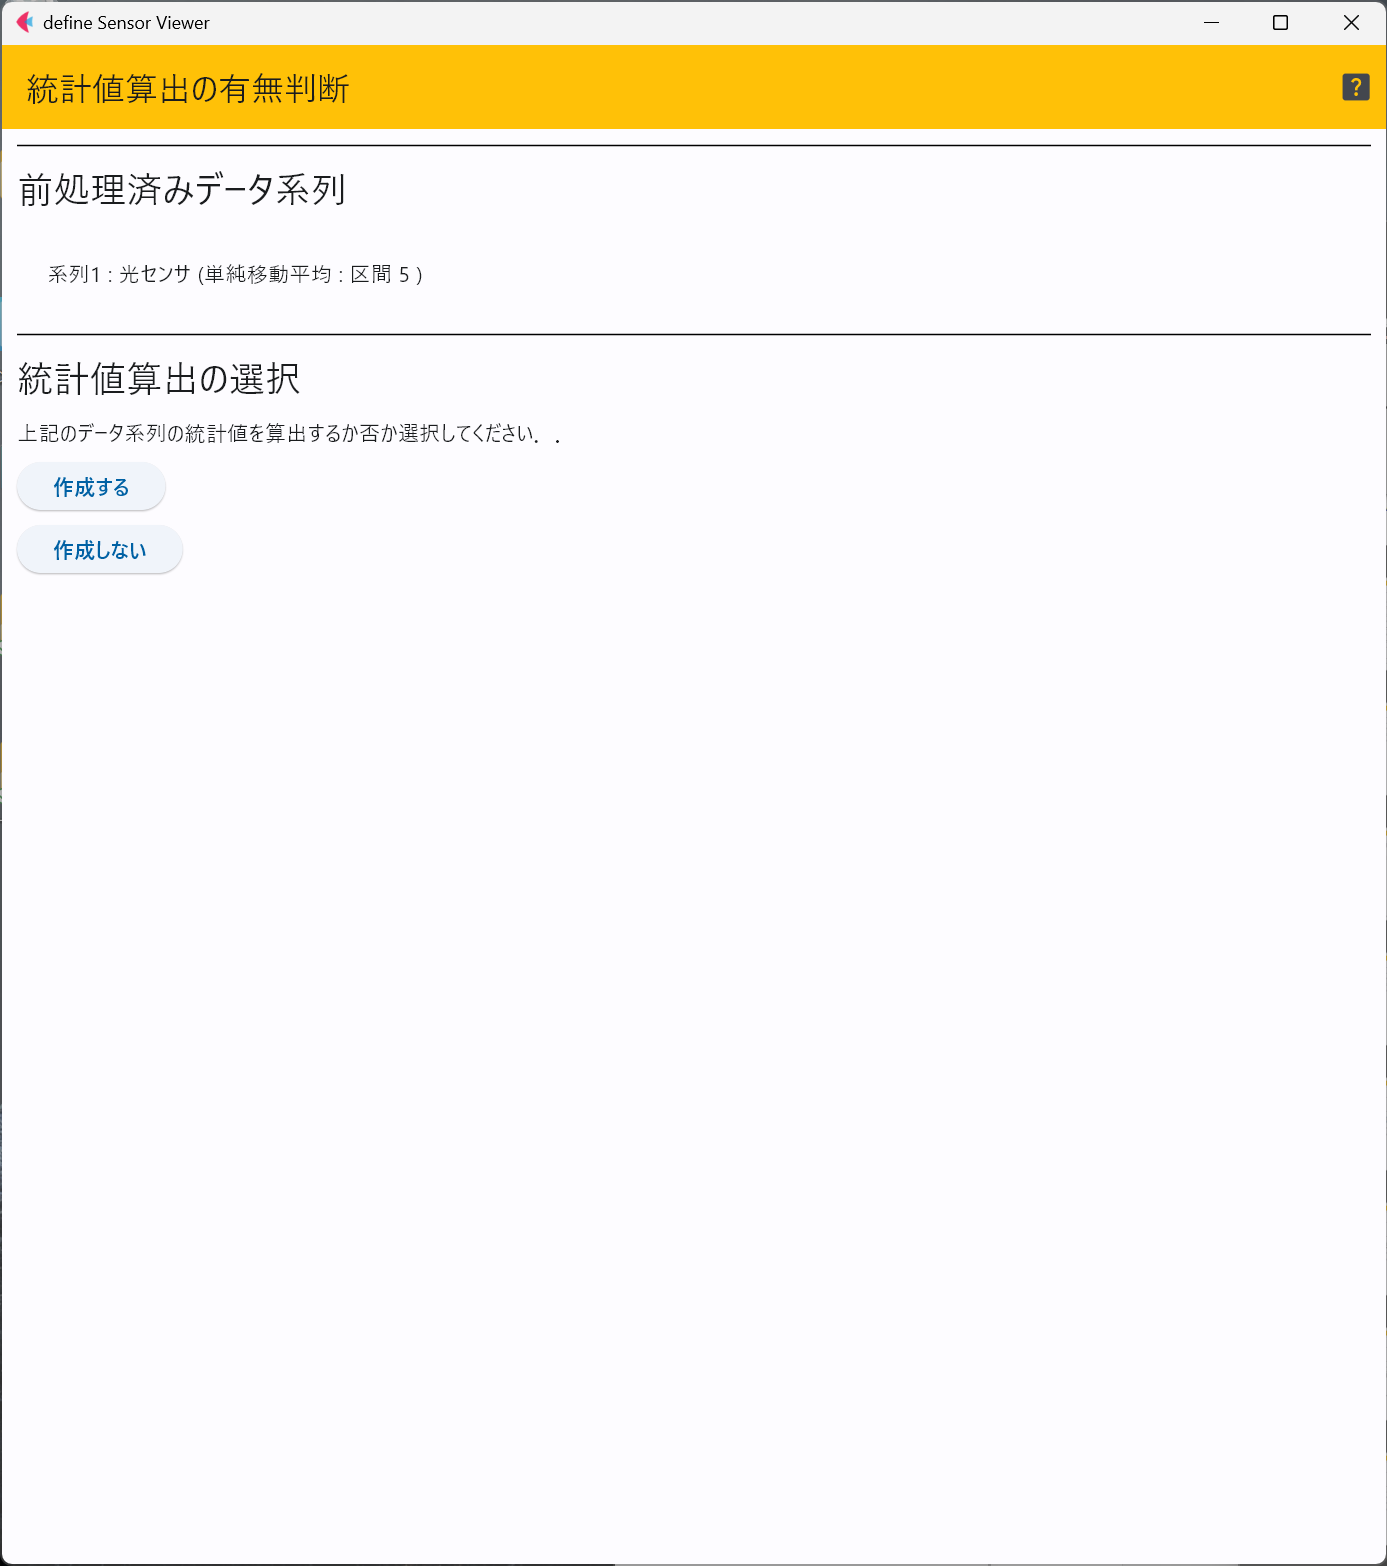 define Sensor Viewer
統計値算出の有無判断
?
前処理済みデータ系列
系列1 : 光センサ (単純移動平均 : 区間 5 )
統計値算出の選択
上記のデータ系列の統計値を算出するか否か選択してください．．
作成する
作成しない